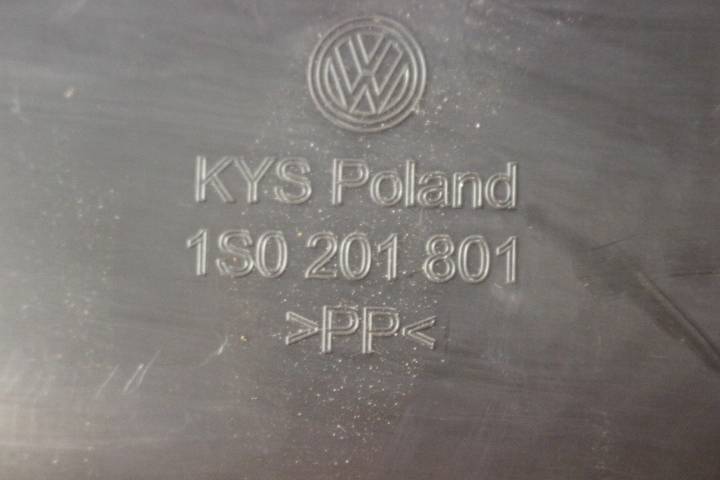 KYS Poland
1S0 201 801
>PP<